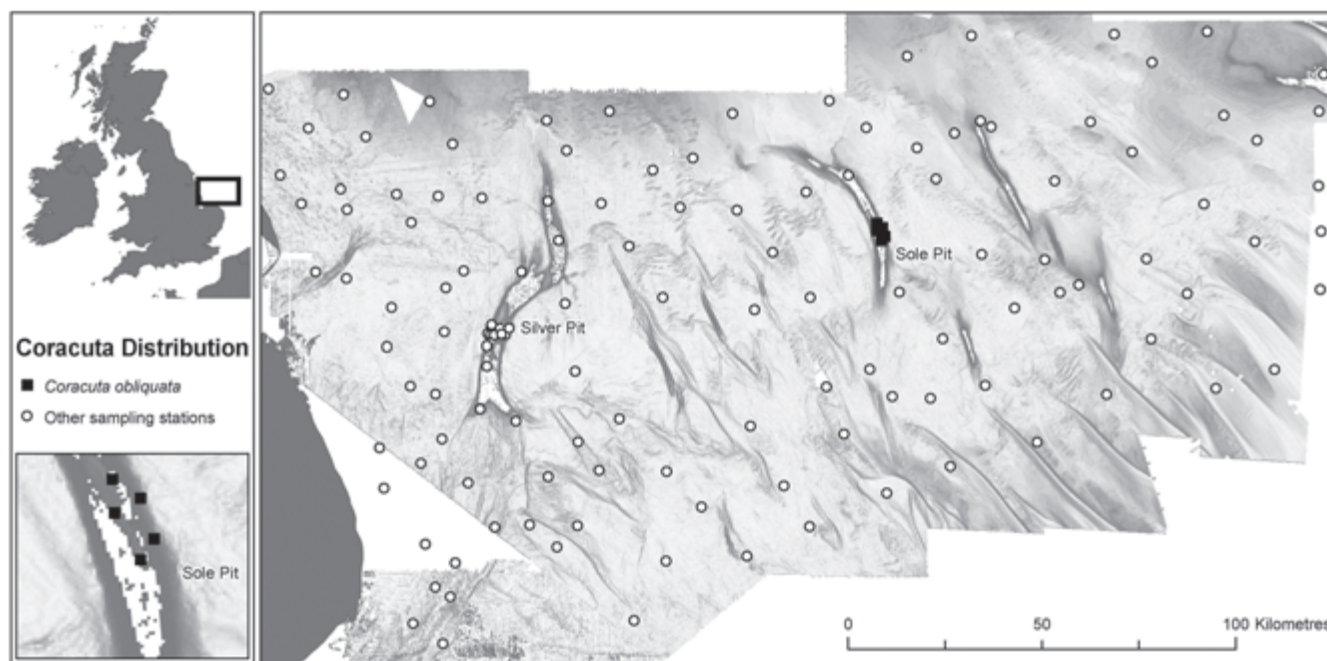 Coracuta Distribution
Coracuta obliquata
Other sampling stations
Sole Pit
Silver Pit
Sole Pit
0 50 100 Kilometres